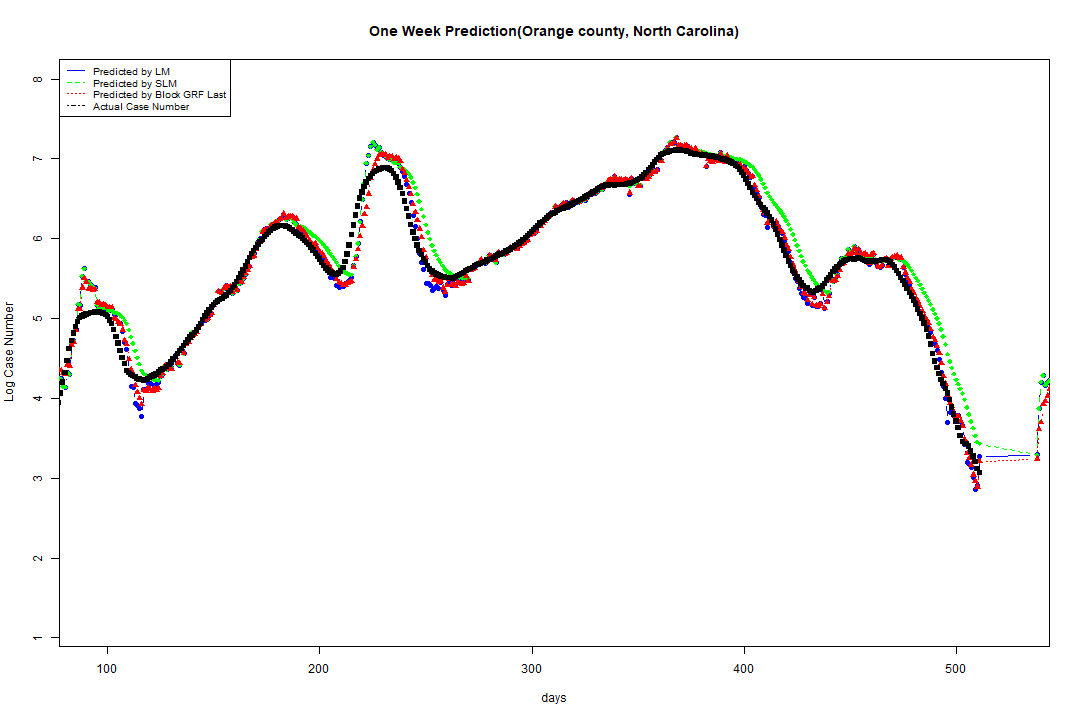 One Week Prediction(Orange county, North Carolina)
Predicted by LM
Predicted by SLM
Predicted by Block GRF Last
Actual Case Number
Log Case Number
8
7
6
5
4
3
2
1
100 200 300 400 500
days